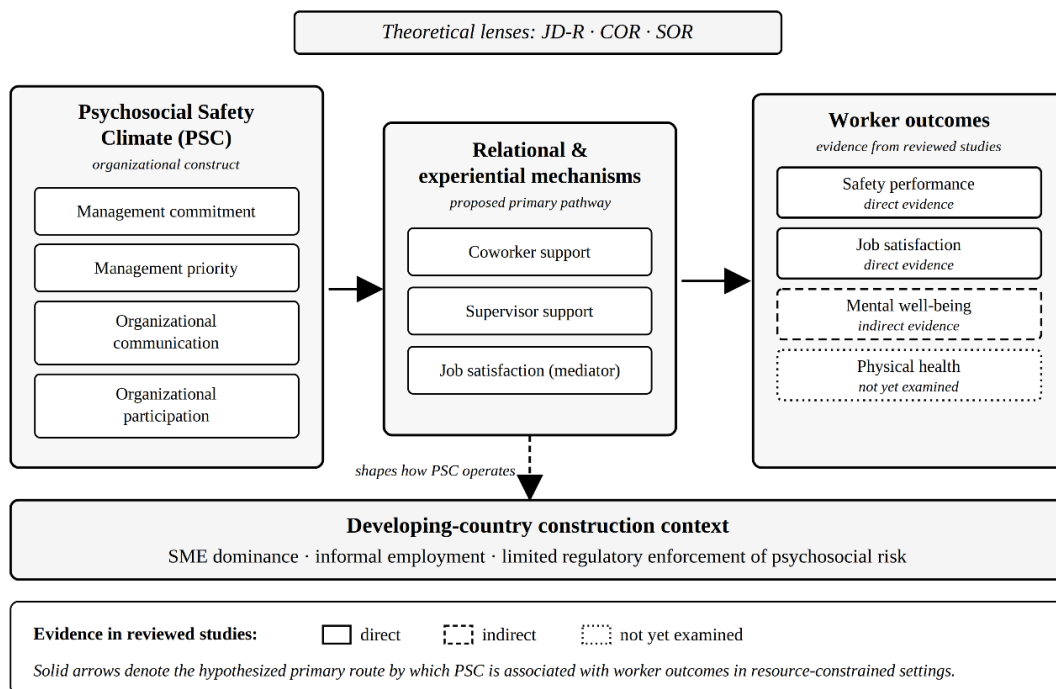 Theoretical lenses: JD-R · COR · SOR
Psychosocial Safety
Climate (PSC)
organizational construct
Management commitment
Management priority
Organizational
communication
Organizational
participation
Relational &
experiential mechanisms
proposed primary pathway
Coworker support
Supervisor support
Job satisfaction (mediator)
Worker outcomes
evidence from reviewed studies
Safety performance
direct evidence
Job satisfaction
direct evidence
Mental well-being
indirect evidence
Physical health
not yet examined
shapes how PSC operates
Developing-country construction context
SME dominance · informal employment · limited regulatory enforcement of psychosocial risk
Evidence in reviewed studies: direct indirect not yet examined
Solid arrows denote the hypothesized primary route by which PSC is associated with worker outcomes in resource-constrained settings.